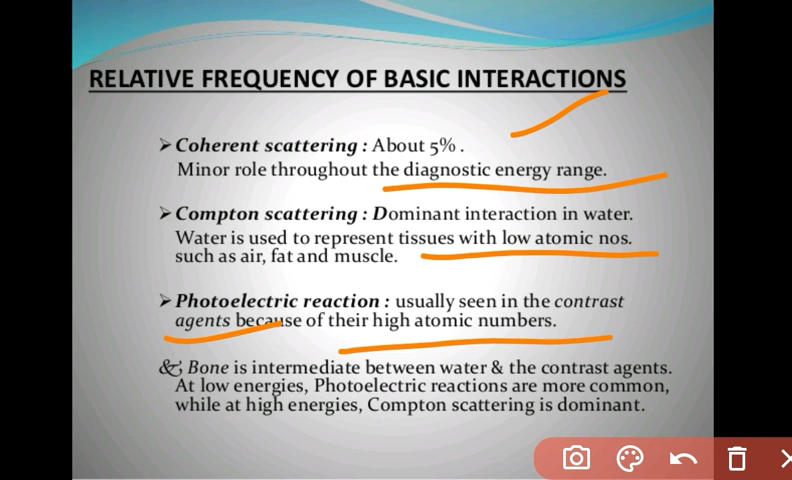 RELATIVE FREQUENCY OF BASIC INTERACTIONS
➢ Coherent scattering : About 5% .
Minor role throughout the diagnostic energy range.
➢ Compton scattering : Dominant interaction in water.
Water is used to represent tissues with low atomic nos.
such as air, fat and muscle.
➢ Photoelectric reaction : usually seen in the contrast
agents because of their high atomic numbers.
& Bone is intermediate between water & the contrast agents.
At low energies, Photoelectric reactions are more common,
while at high energies, Compton scattering is dominant.